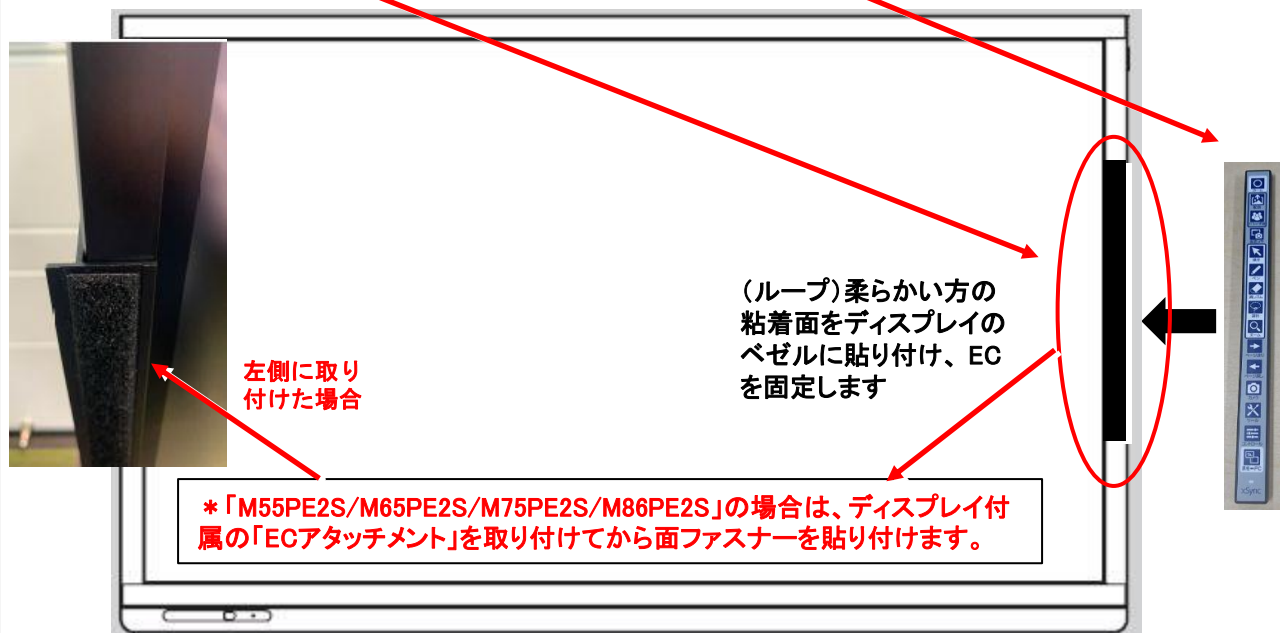 （ループ）柔らかい方の
粘着面をディスプレイの
ベゼルに貼り付け、EC
を固定します
左側に取り
付けた場合
＊「M55PE2S/M65PE2S/M75PE2S/M86PE2S」の場合は、ディスプレイ付
属の「ECアタッチメント」を取り付けてから面ファスナーを貼り付けます。
xSync